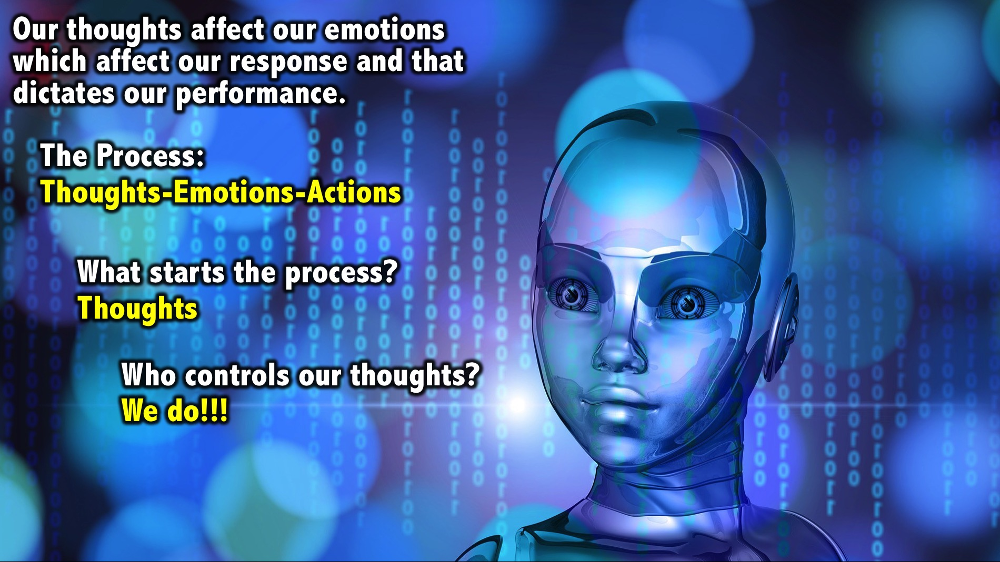 Our thoughts affect our emotions
which affect our response and that
dictates our performance.
The Process:
Thoughts-Emotions-Actions
What starts the process?
Thoughts
Who controls our thoughts?
We do!!!